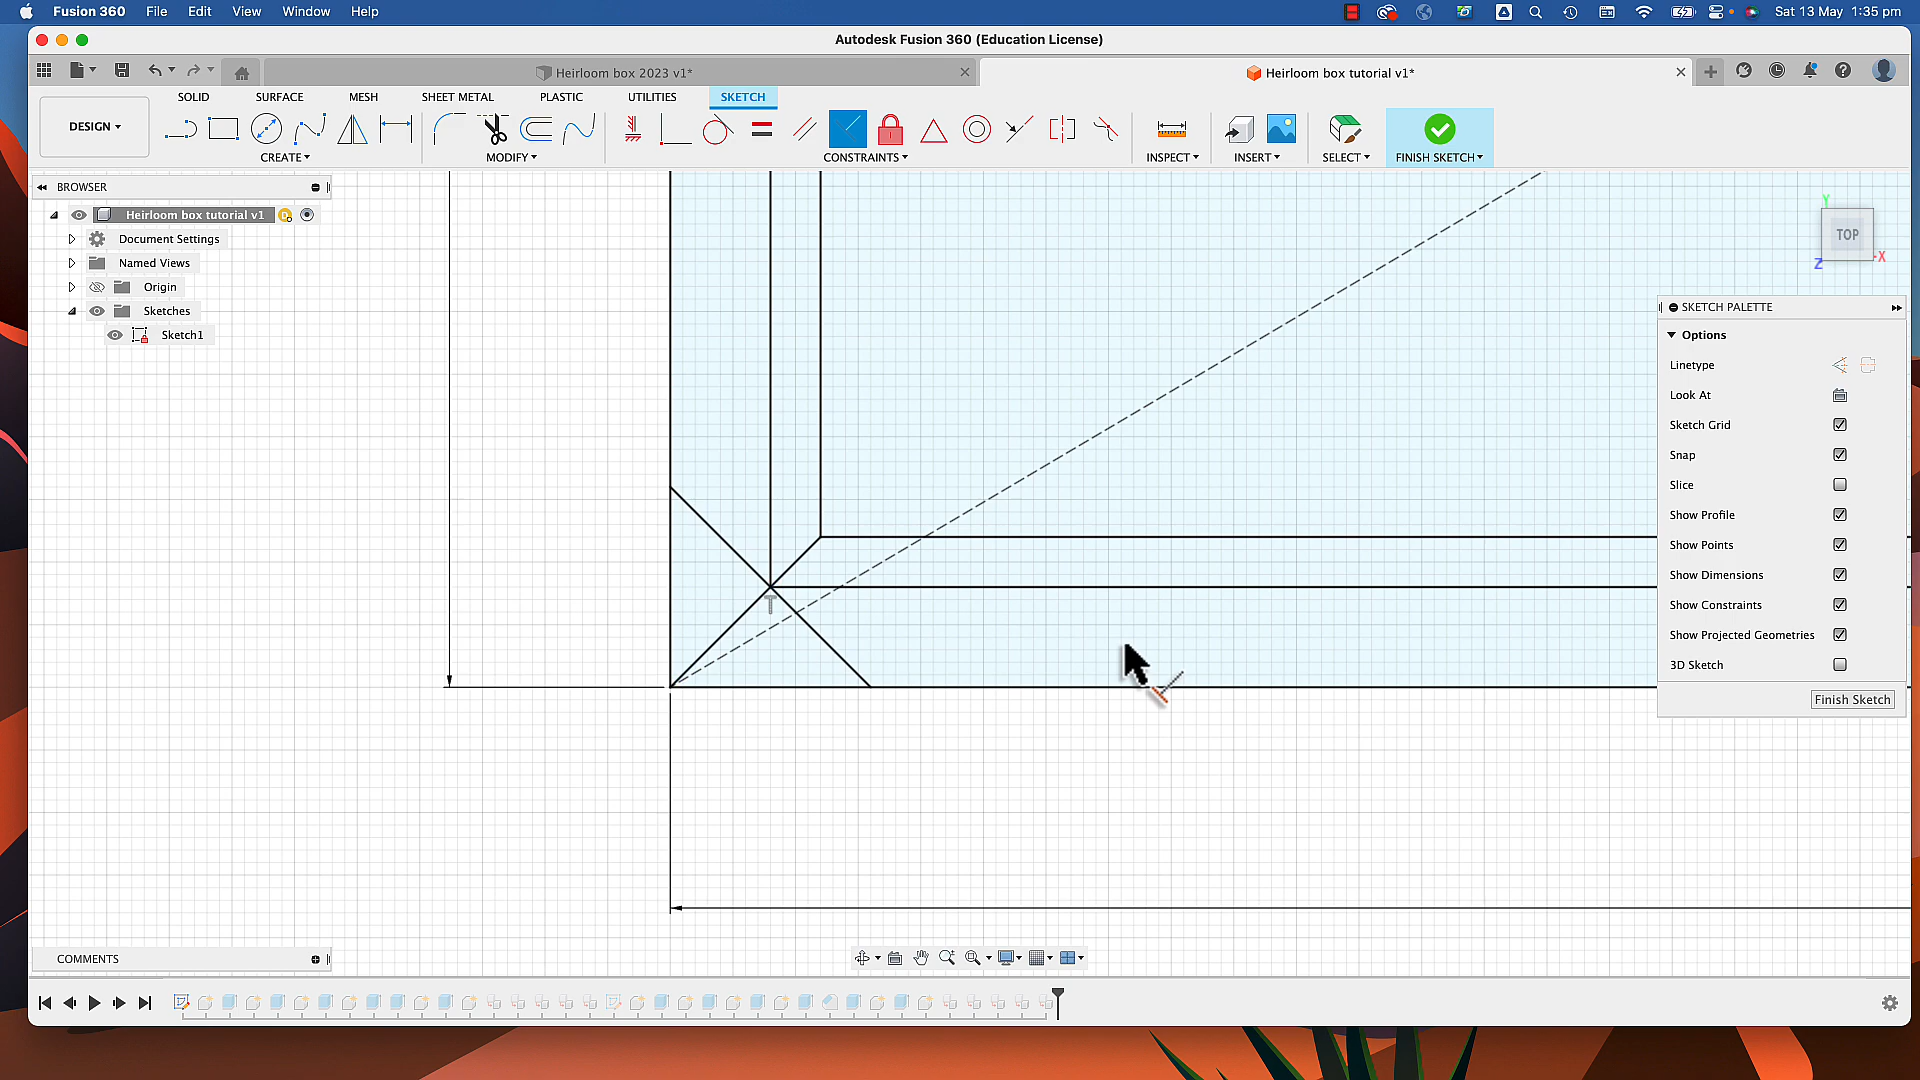 Fusion 360 File Edit View Window Help Sat 13 May 1:35 pm
Autodesk Fusion 360 (Education License)
Heirloom box 2023 v1* Heirloom box tutorial v1*
SOLID SURFACE MESH SHEET METAL PLASTIC UTILITIES SKETCH
DESIGN
CREATE MODIFY CONSTRAINTS INSPECT INSERT SELECT FINISH SKETCH
BROWSER
Heirloom box tutorial v1
Document Settings
Named Views
Origin
Sketches
Sketch1
Y
TOP
Z
X
SKETCH PALETTE
Options
Linetype
Look At
Sketch Grid
Snap
Slice
Show Profile
Show Points
Show Dimensions
Show Constraints
Show Projected Geometries
3D Sketch
Finish Sketch
COMMENTS